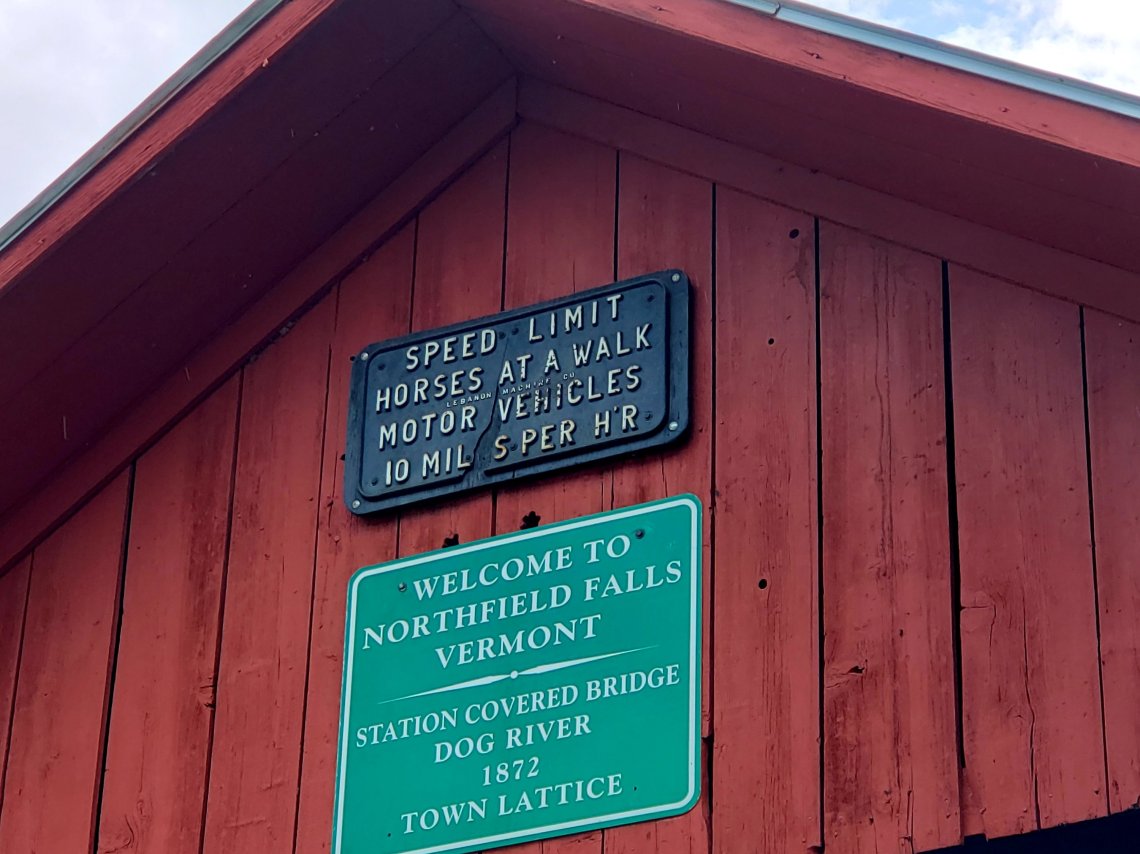 SPEED LIMIT
HORSES AT A WALK
LEBANON MACHINE CO
MOTOR VEHICLES
10 MIL S PER H'R
WELCOME TO
NORTHFIELD FALLS
VERMONT
STATION COVERED BRIDGE
DOG RIVER
1872
TOWN LATTICE